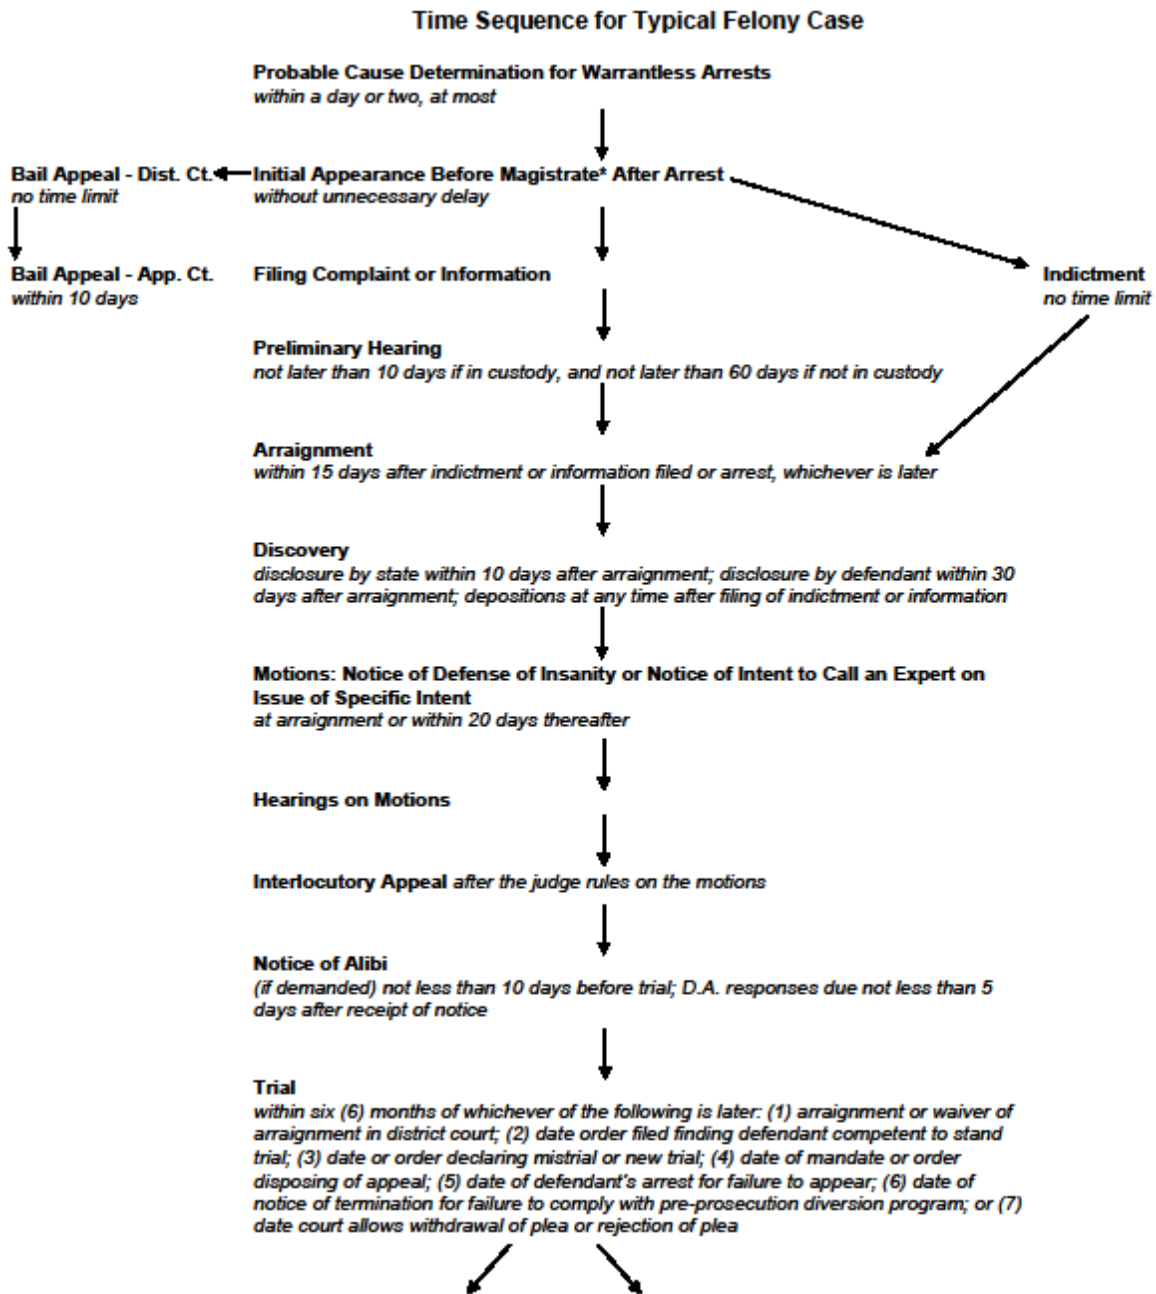 Time Sequence for Typical Felony Case
Probable Cause Determination for Warrantless Arrests
within a day or two, at most
Bail Appeal - Dist. Ct.
no time limit
Initial Appearance Before Magistrate* After Arrest
without unnecessary delay
Bail Appeal - App. Ct.
within 10 days
Filing Complaint or Information
Indictment
no time limit
Preliminary Hearing
not later than 10 days if in custody, and not later than 60 days if not in custody
Arraignment
within 15 days after indictment or information filed or arrest, whichever is later
Discovery
disclosure by state within 10 days after arraignment; disclosure by defendant within 30
days after arraignment; depositions at any time after filing of indictment or information
Motions: Notice of Defense of Insanity or Notice of Intent to Call an Expert on
Issue of Specific Intent
at arraignment or within 20 days thereafter
Hearings on Motions
Interlocutory Appeal after the judge rules on the motions
Notice of Alibi
(if demanded) not less than 10 days before trial; D.A. responses due not less than 5
days after receipt of notice
Trial
within six (6) months of whichever of the following is later: (1) arraignment or waiver of
arraignment in district court; (2) date order filed finding defendant competent to stand
trial; (3) date or order declaring mistrial or new trial; (4) date of mandate or order
disposing of appeal; (5) date of defendant's arrest for failure to appear; (6) date of
notice of termination for failure to comply with pre-prosecution diversion program; or (7)
date court allows withdrawal of plea or rejection of plea